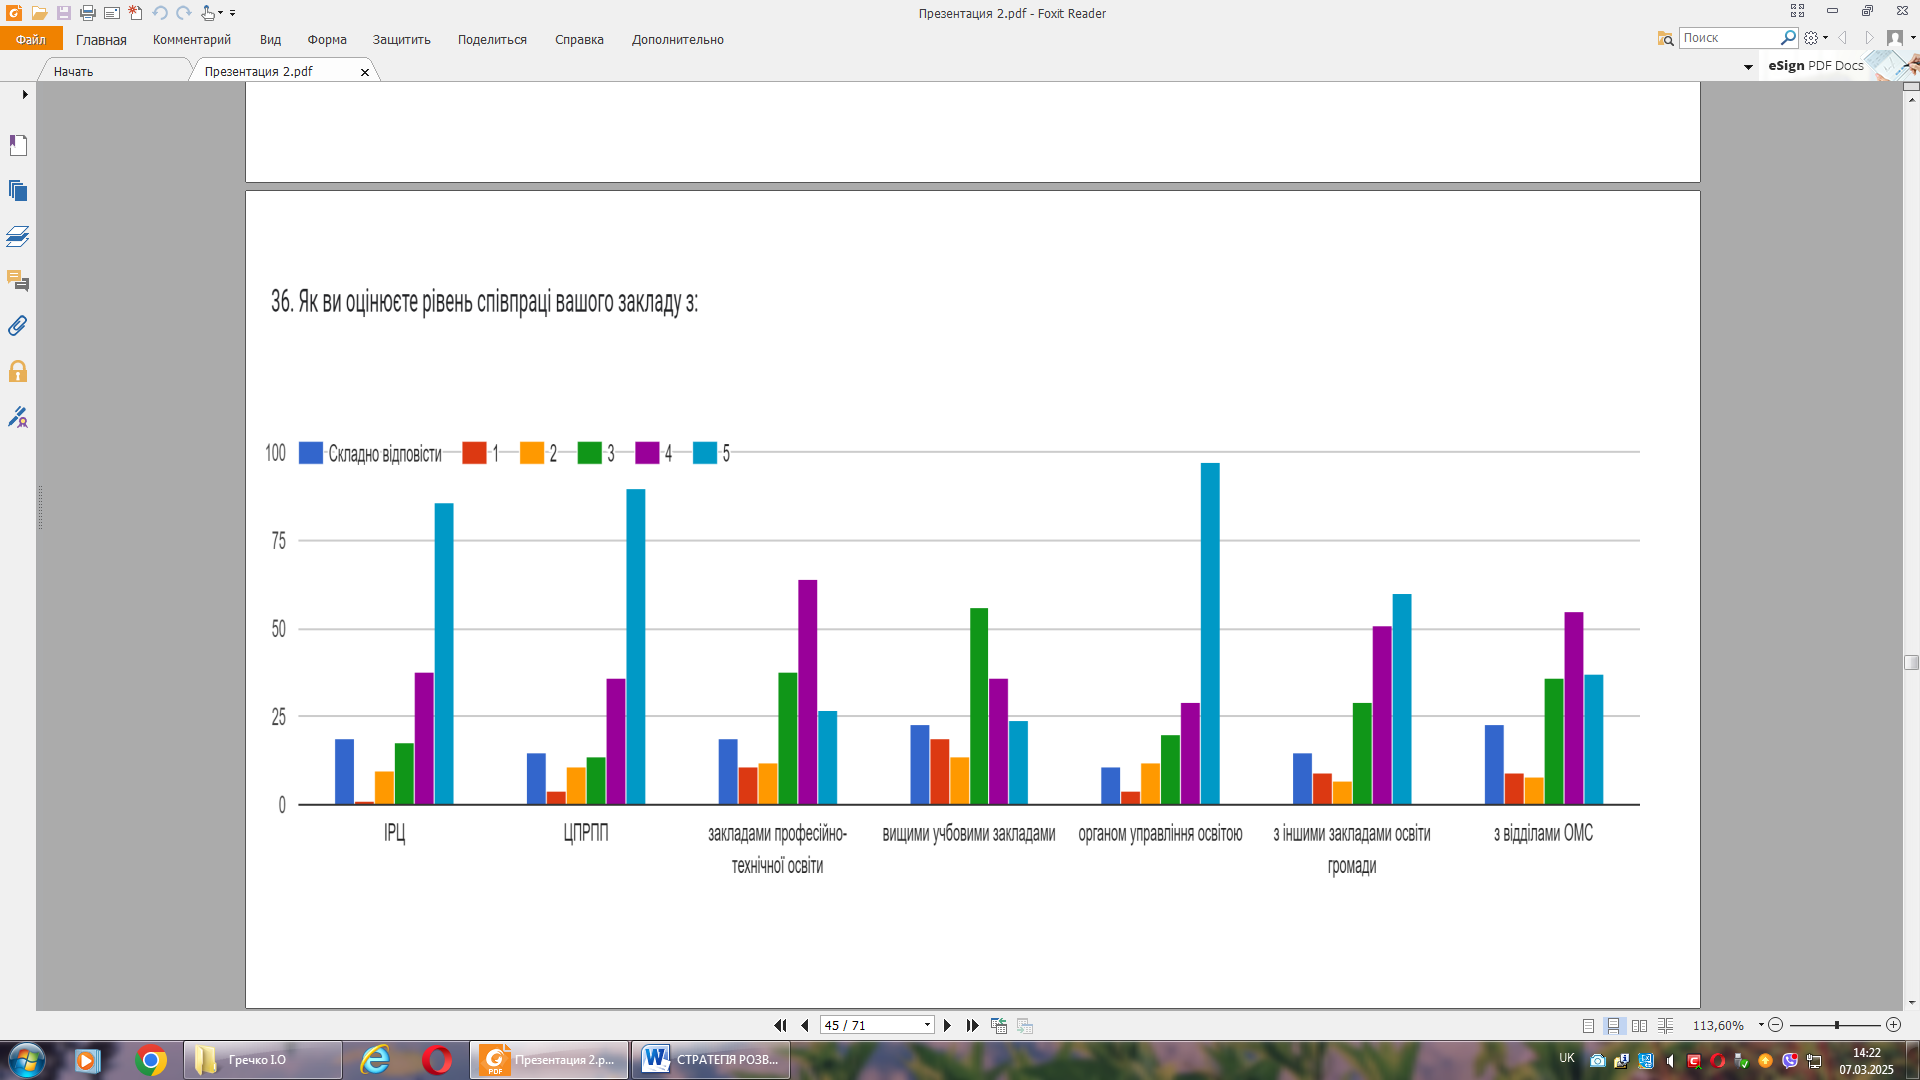 Презентация 2.pdf - Foxit Reader
Файл Главная Комментарий Вид Форма Защитить Поделиться Справка Дополнительно Поиск
Начать Презентация 2.pdf eSign PDF Docs
36. Як ви оцінюєте рівень співпраці вашого закладу з:
100 Складно відповісти 1 2 3 4 5
75
50
25
0
ІРЦ ЦПРПП закладами професійно-технічної освіти вищими учбовими закладами органом управління освітою з іншими закладами освіти громади з відділами ОМС
45 / 71 113,60%
Гречко І.О Презентация 2.p... СТРАТЕГІЯ РОЗВ... UK 14:22
07.03.2025